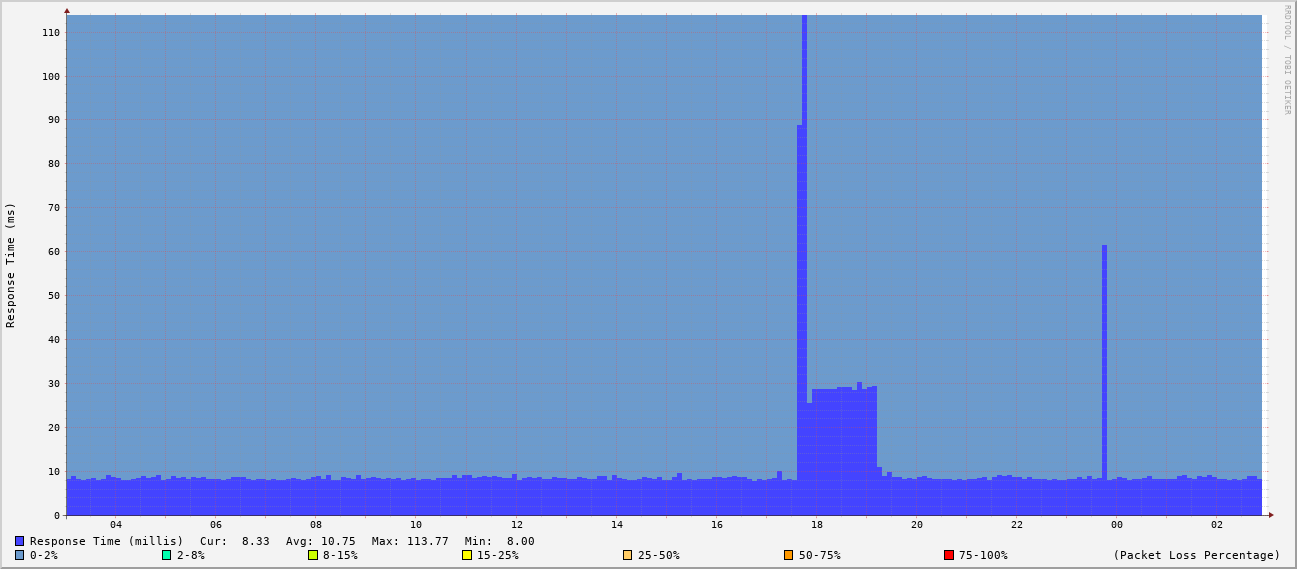 RRDTOOL / TOBI OETIKER
Response Time (ms)
110
100
90
80
70
60
50
40
30
20
10
0
04 06 08 10 12 14 16 18 20 22 00 02
Response Time (millis) Cur: 8.33 Avg: 10.75 Max: 113.77 Min: 8.00
0-2% 2-8% 8-15% 15-25% 25-50% 50-75% 75-100% (Packet Loss Percentage)